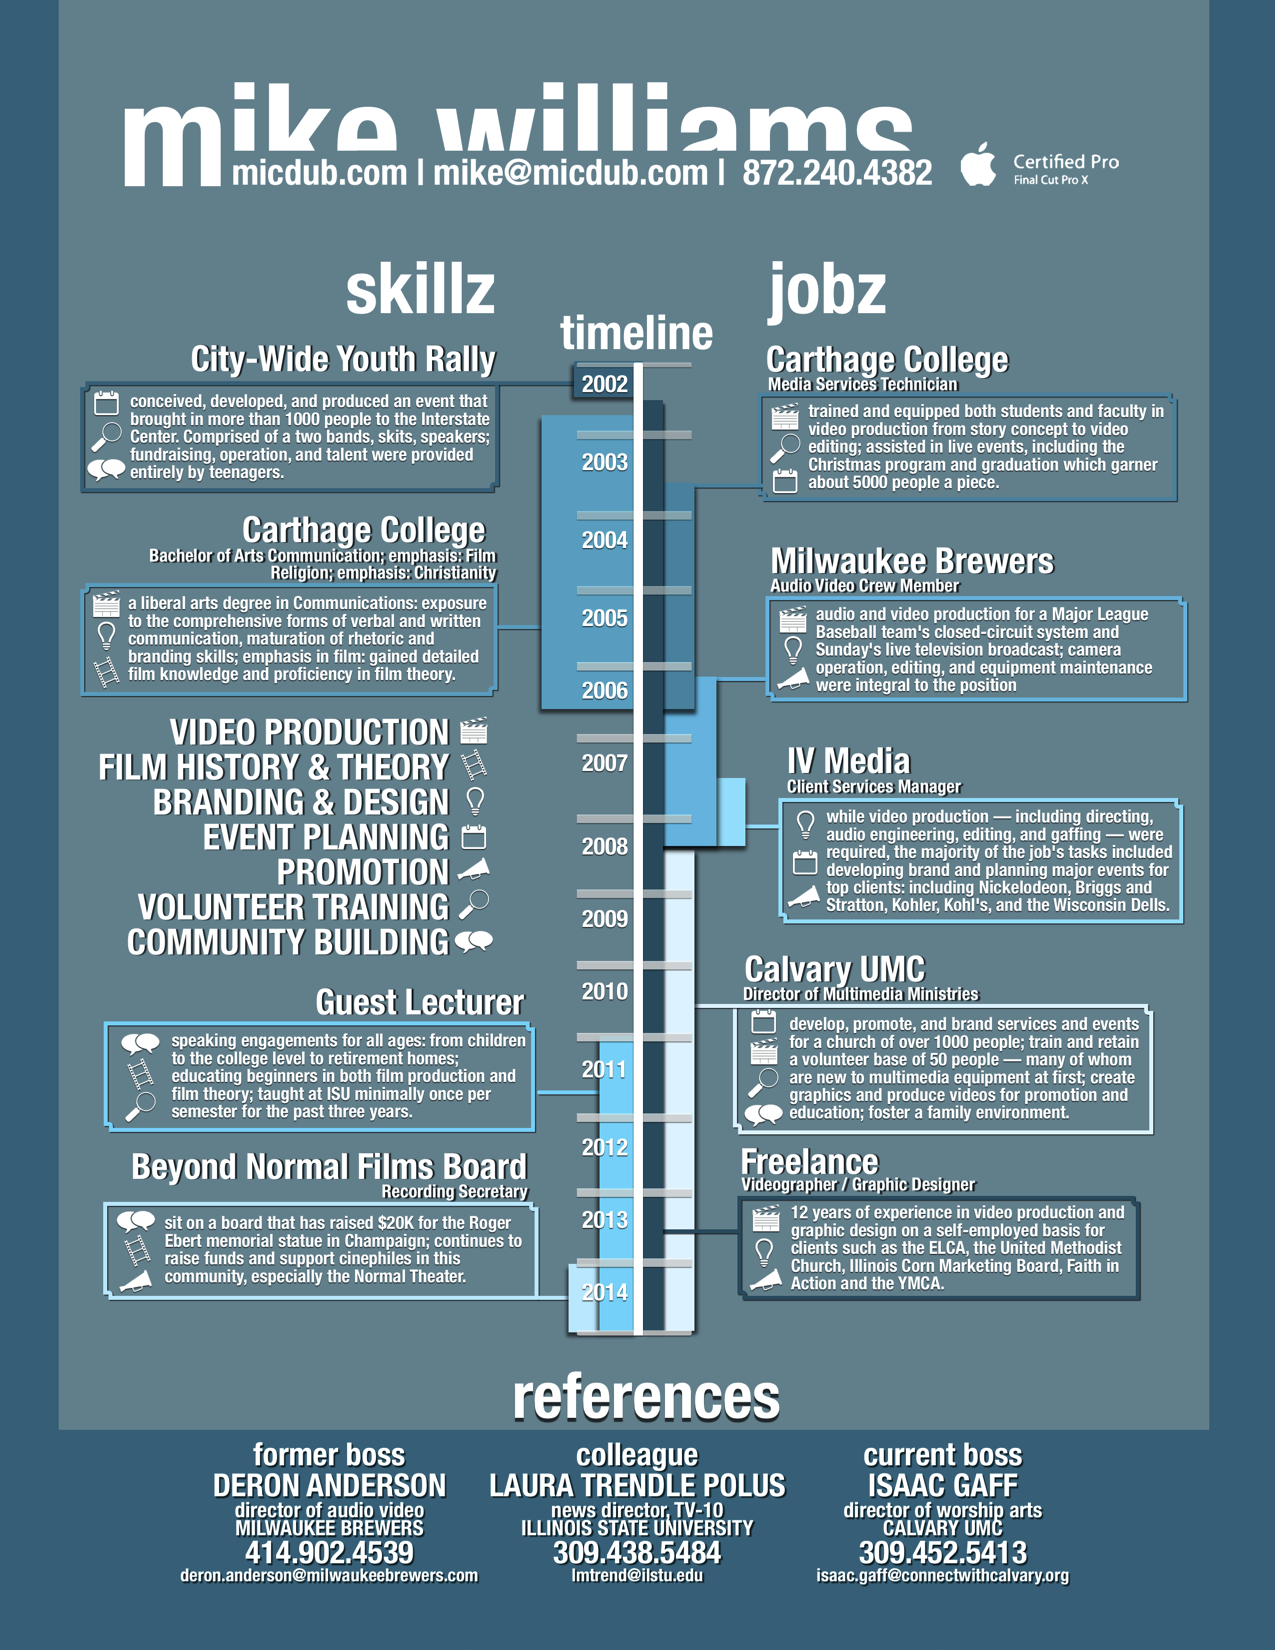 mike williams
micdub.com | mike@micdub.com | 872.240.4382
Certified Pro
Final Cut Pro X
skillz
City-Wide Youth Rally
conceived, developed, and produced an event that
brought in more than 1000 people to the Interstate
Center. Comprised of a two bands, skits, speakers;
fundraising, operation, and talent were provided
entirely by teenagers.
Carthage College
Bachelor of Arts Communication; emphasis: Film
Religion; emphasis: Christianity
a liberal arts degree in Communications: exposure
to the comprehensive forms of verbal and written
communication, maturation of rhetoric and
branding skills; emphasis in film: gained detailed
film knowledge and proficiency in film theory.
VIDEO PRODUCTION
FILM HISTORY & THEORY
BRANDING & DESIGN
EVENT PLANNING
PROMOTION
VOLUNTEER TRAINING
COMMUNITY BUILDING
Guest Lecturer
speaking engagements for all ages: from children
to the college level to retirement homes;
educating beginners in both film production and
film theory; taught at ISU minimally once per
semester for the past three years.
Beyond Normal Films Board
Recording Secretary
sit on a board that has raised $20K for the Roger
Ebert memorial statue in Champaign; continues to
raise funds and support cinephiles in this
community, especially the Normal Theater.
timeline
2002
2003
2004
2005
2006
2007
2008
2009
2010
2011
2012
2013
2014
jobz
Carthage College
Media Services Technician
trained and equipped both students and faculty in
video production from story concept to video
editing; assisted in live events, including the
Christmas program and graduation which garner
about 5000 people a piece.
Milwaukee Brewers
Audio Video Crew Member
audio and video production for a Major League
Baseball team's closed-circuit system and
Sunday's live television broadcast; camera
operation, editing, and equipment maintenance
were integral to the position
IV Media
Client Services Manager
while video production — including directing,
audio engineering, editing, and gaffing — were
required, the majority of the job's tasks included
developing brand and planning major events for
top clients: including Nickelodeon, Briggs and
Stratton, Kohler, Kohl's, and the Wisconsin Dells.
Calvary UMC
Director of Multimedia Ministries
develop, promote, and brand services and events
for a church of over 1000 people; train and retain
a volunteer base of 50 people — many of whom
are new to multimedia equipment at first; create
graphics and produce videos for promotion and
education; foster a family environment.
Freelance
Videographer / Graphic Designer
12 years of experience in video production and
graphic design on a self-employed basis for
clients such as the ELCA, the United Methodist
Church, Illinois Corn Marketing Board, Faith in
Action and the YMCA.
references
former boss
DERON ANDERSON
director of audio video
MILWAUKEE BREWERS
414.902.4539
deron.anderson@milwaukeebrewers.com
colleague
LAURA TRENDLE POLUS
news director, TV-10
ILLINOIS STATE UNIVERSITY
309.438.5484
lmtrend@ilstu.edu
current boss
ISAAC GAFF
director of worship arts
CALVARY UMC
309.452.5413
isaac.gaff@connectwithcalvary.org